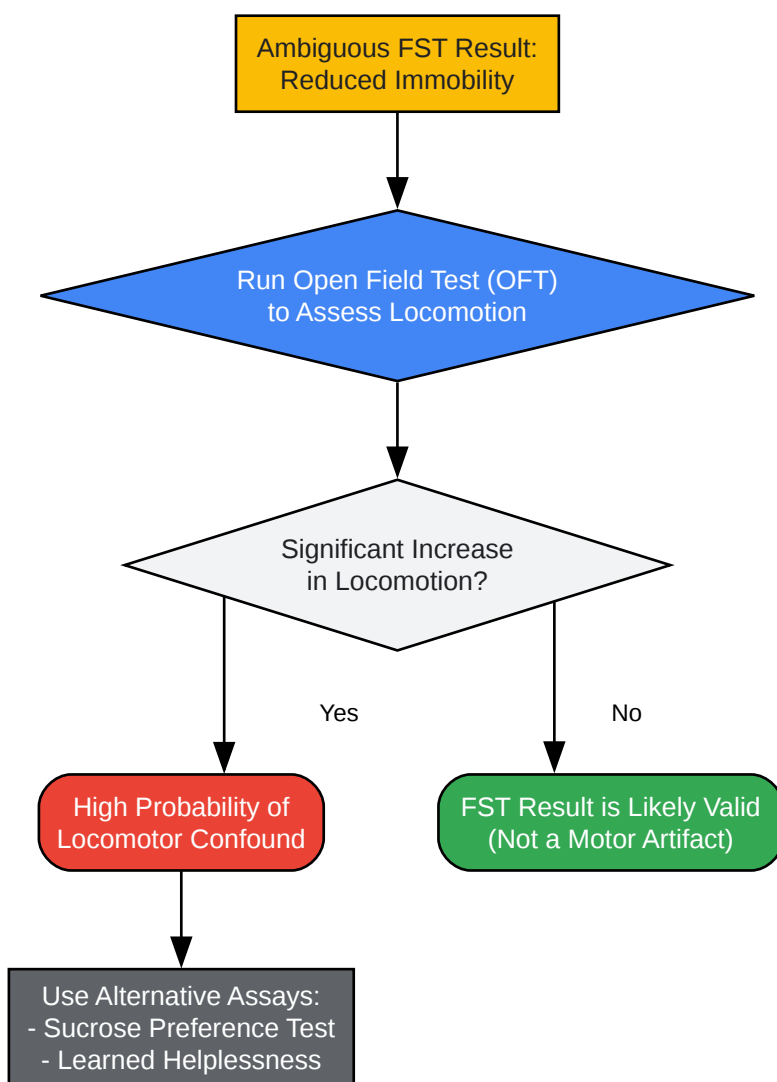 Ambiguous FST Result:
Reduced Immobility
Run Open Field Test (OFT)
to Assess Locomotion
Significant Increase
in Locomotion?
Yes
No
High Probability of
Locomotor Confound
FST Result is Likely Valid
(Not a Motor Artifact)
Use Alternative Assays:
- Sucrose Preference Test
- Learned Helplessness